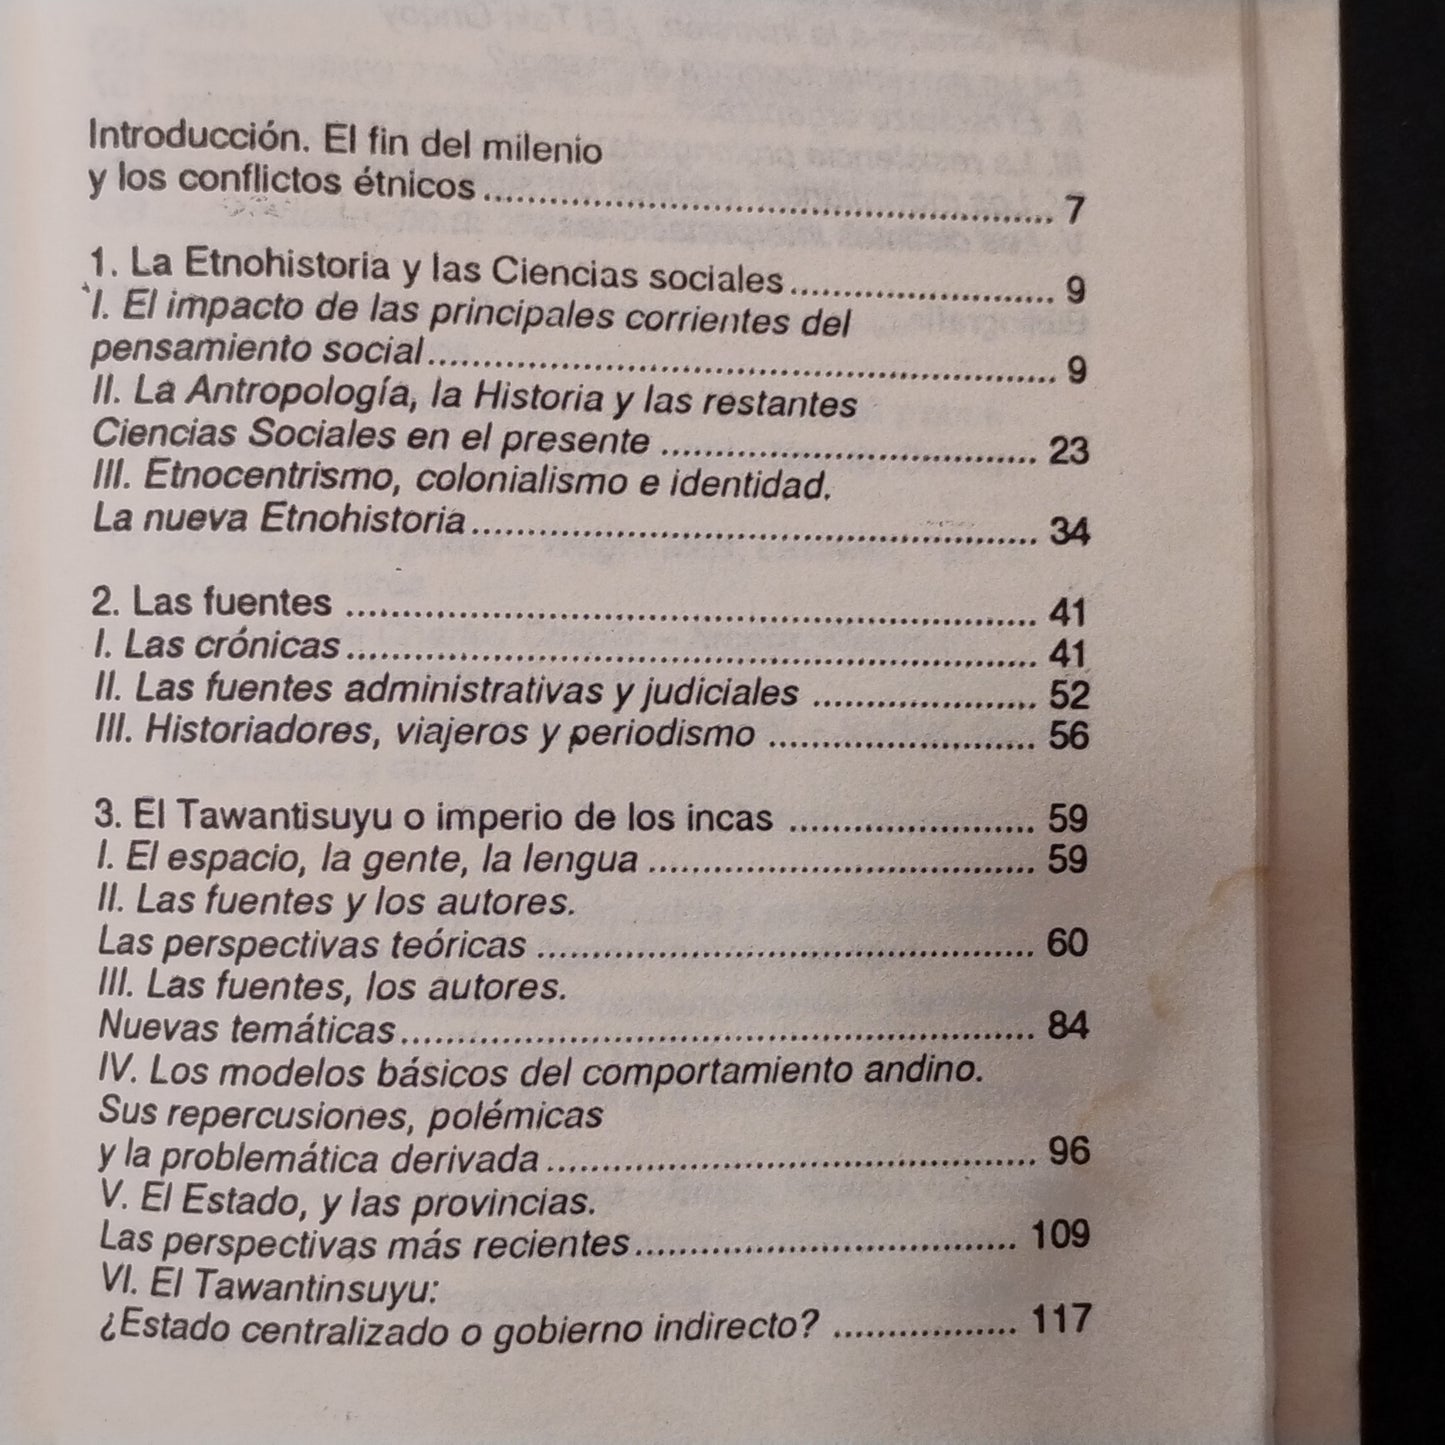 Introducción. El fin del milenio
y los conflictos étnicos ........................................................ 7
1. La Etnohistoria y las Ciencias sociales ......................... 9
I. El impacto de las principales corrientes del
pensamiento social ............................................................ 9
II. La Antropología, la Historia y las restantes
Ciencias Sociales en el presente .................................... 23
III. Etnocentrismo, colonialismo e identidad.
La nueva Etnohistoria ...................................................... 34
2. Las fuentes .................................................................. 41
I. Las crónicas .................................................................. 41
II. Las fuentes administrativas y judiciales ..................... 52
III. Historiadores, viajeros y periodismo ......................... 56
3. El Tawantisuyu o imperio de los incas ....................... 59
I. El espacio, la gente, la lengua ..................................... 59
II. Las fuentes y los autores.
Las perspectivas teóricas ............................................... 60
III. Las fuentes, los autores.
Nuevas temáticas ............................................................. 84
IV. Los modelos básicos del comportamiento andino.
Sus repercusiones, polémicas
y la problemática derivada ............................................... 96
V. El Estado, y las provincias.
Las perspectivas más recientes .................................... 109
VI. El Tawantinsuyu:
¿Estado centralizado o gobierno indirecto? .................. 117